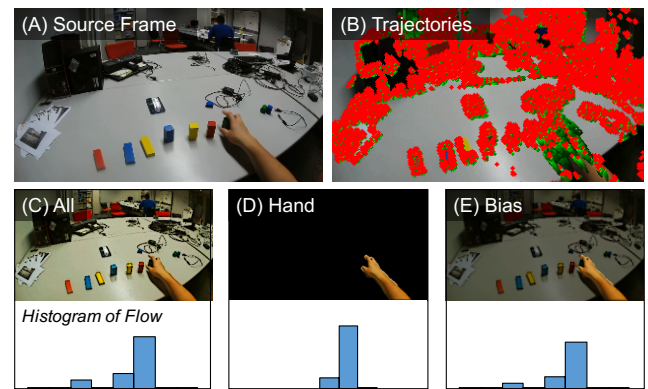 (A) Source Frame
(B) Trajectories
(C) All
(D) Hand
(E) Bias
Histogram of Flow